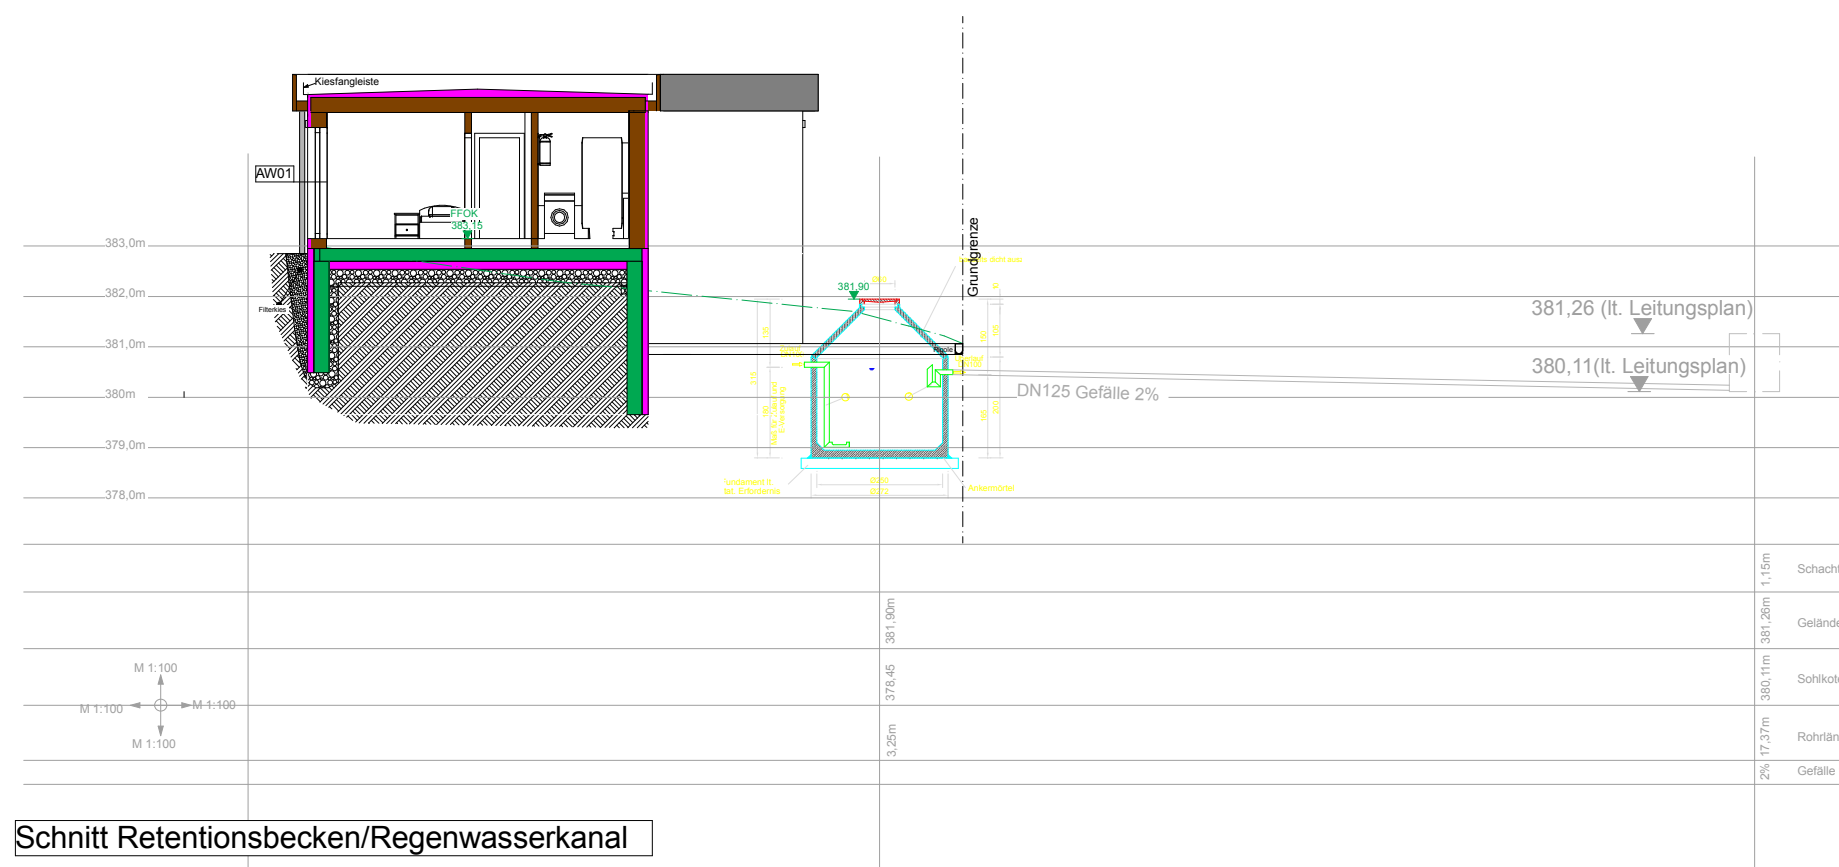 Kiesfangleiste
AW01
FFOK
383,15
Grundgrenze
383,0m
382,0m
381,90
Filterkies
381,26 (lt. Leitungsplan)
381,0m
Rigole
380,11(lt. Leitungsplan)
380m
DN125 Gefälle 2%
379,0m
378,0m
1,15m
Schacht
381,90m
381,26m
Gelände
M 1:100
378,45
380,11m
Sohlkote
M 1:100
M 1:100
M 1:100
3,25m
17,37m
2%
Gefälle
Schnitt Retentionsbecken/Regenwasserkanal